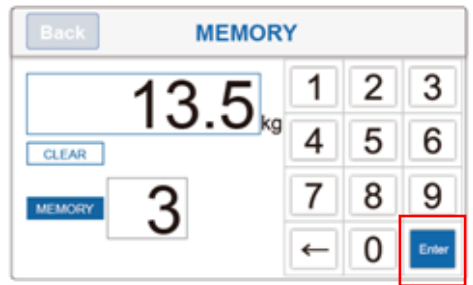 Back MEMORY
13.5 kg
CLEAR
MEMORY 3
1 2 3
4 5 6
7 8 9
← 0 Enter